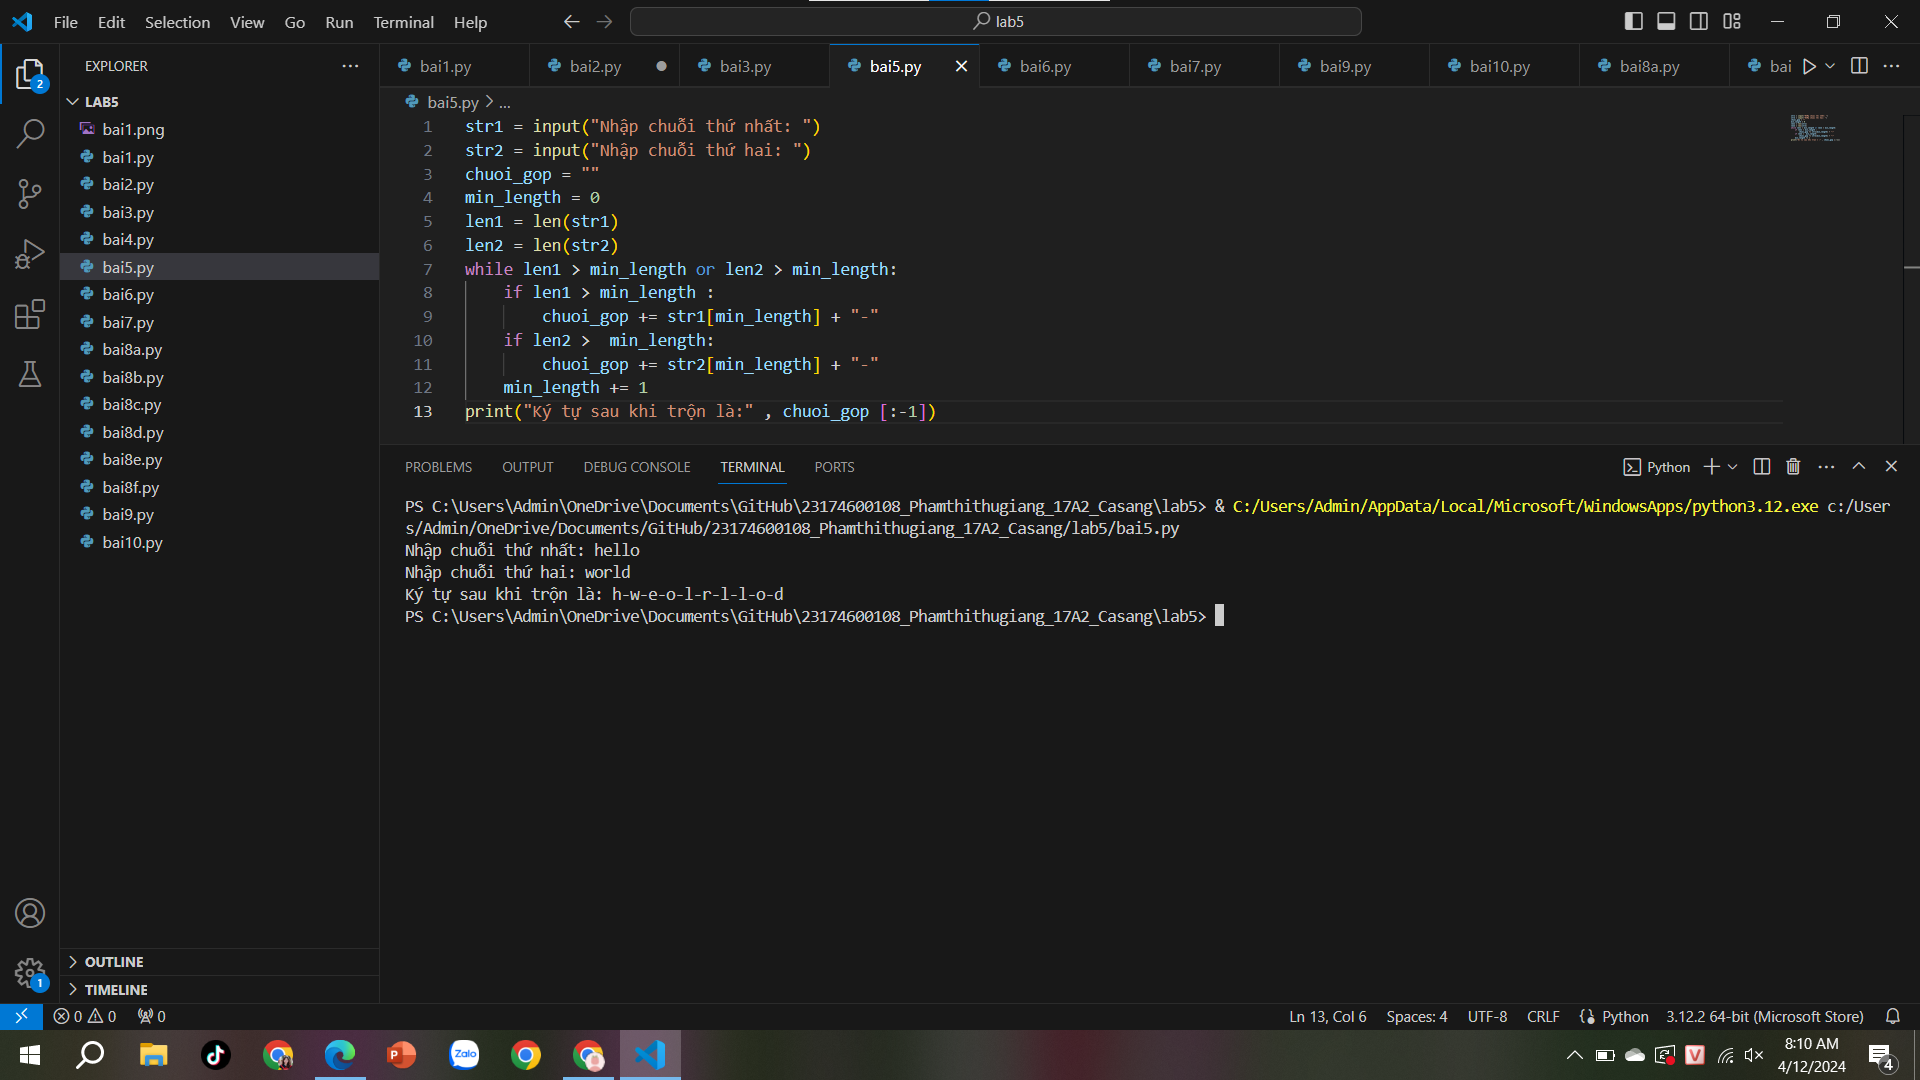 File Edit Selection View Go Run Terminal Help
lab5
EXPLORER
LAB5
bai1.png
bai1.py
bai2.py
bai3.py
bai4.py
bai5.py
bai6.py
bai7.py
bai8a.py
bai8b.py
bai8c.py
bai8d.py
bai8e.py
bai8f.py
bai9.py
bai10.py
OUTLINE
TIMELINE
bai1.py bai2.py bai3.py bai5.py bai6.py bai7.py bai9.py bai10.py bai8a.py bai
bai5.py > ...
1 str1 = input("Nhập chuỗi thứ nhất: ")
2 str2 = input("Nhập chuỗi thứ hai: ")
3 chuoi_gop = ""
4 min_length = 0
5 len1 = len(str1)
6 len2 = len(str2)
7 while len1 > min_length or len2 > min_length:
8 if len1 > min_length :
9 chuoi_gop += str1[min_length] + "-"
10 if len2 >  min_length:
11 chuoi_gop += str2[min_length] + "-"
12 min_length += 1
13 print("Ký tự sau khi trộn là:" , chuoi_gop [:-1])
PROBLEMS OUTPUT DEBUG CONSOLE TERMINAL PORTS
Python
PS C:\Users\Admin\OneDrive\Documents\GitHub\23174600108_Phamthithugiang_17A2_Casang\lab5> & C:/Users/Admin/AppData/Local/Microsoft/WindowsApps/python3.12.exe c:/User
s/Admin/OneDrive/Documents/GitHub/23174600108_Phamthithugiang_17A2_Casang/lab5/bai5.py
Nhập chuỗi thứ nhất: hello
Nhập chuỗi thứ hai: world
Ký tự sau khi trộn là: h-w-e-o-l-r-l-l-o-d
PS C:\Users\Admin\OneDrive\Documents\GitHub\23174600108_Phamthithugiang_17A2_Casang\lab5>
2
1
0 0 0
Ln 13, Col 6 Spaces: 4 UTF-8 CRLF Python 3.12.2 64-bit (Microsoft Store)
Zalo
V
8:10 AM
4/12/2024
4